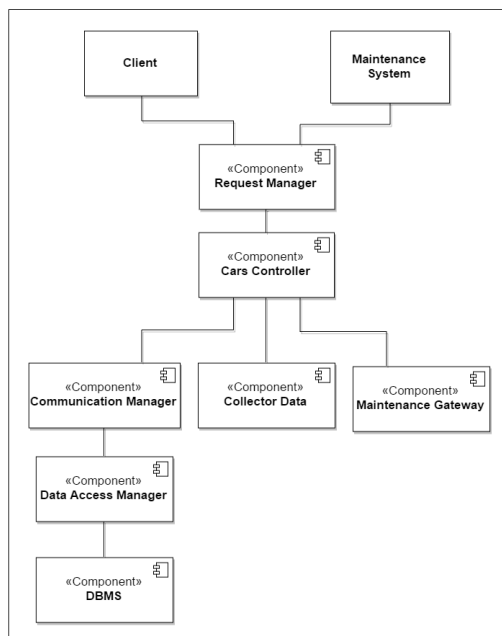 Client
Maintenance
System
«Component»
Request Manager
«Component»
Cars Controller
«Component»
Communication Manager
«Component»
Collector Data
«Component»
Maintenance Gateway
«Component»
Data Access Manager
«Component»
DBMS